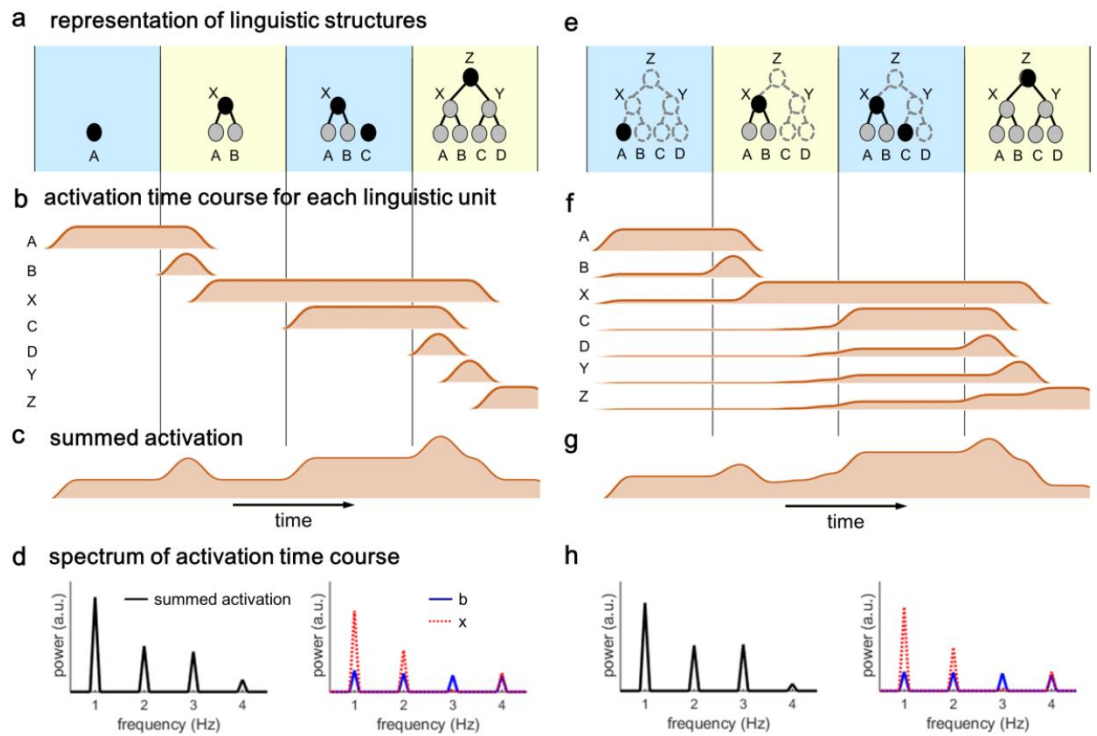 a representation of linguistic structures
A
X
A B
X
A B C
Z
X Y
A B C D
b activation time course for each linguistic unit
A
B
X
C
D
Y
Z
c summed activation
time
d spectrum of activation time course
power (a.u.)
summed activation
1 2 3 4
frequency (Hz)
power (a.u.)
b
x
1 2 3 4
frequency (Hz)
e
Z
X Y
A B C D
Z
X Y
A B C D
Z
X Y
A B C D
Z
X Y
A B C D
f
A
B
X
C
D
Y
Z
g
time
h
power (a.u.)
1 2 3 4
frequency (Hz)
power (a.u.)
1 2 3 4
frequency (Hz)